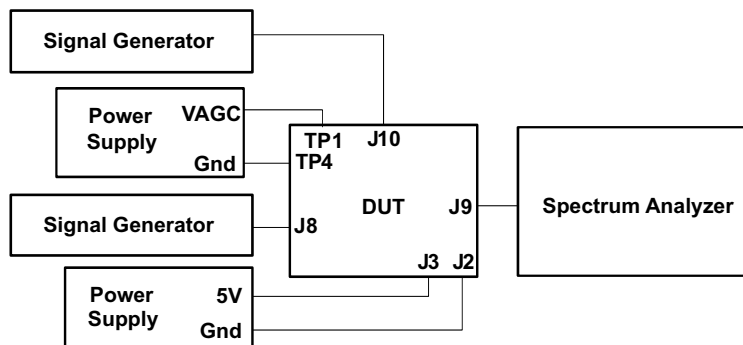 Signal Generator
Power Supply
VAGC
Gnd
TP1
J10
TP4
Signal Generator
J8
DUT
J9
Spectrum Analyzer
J3
J2
Power Supply
5V
Gnd